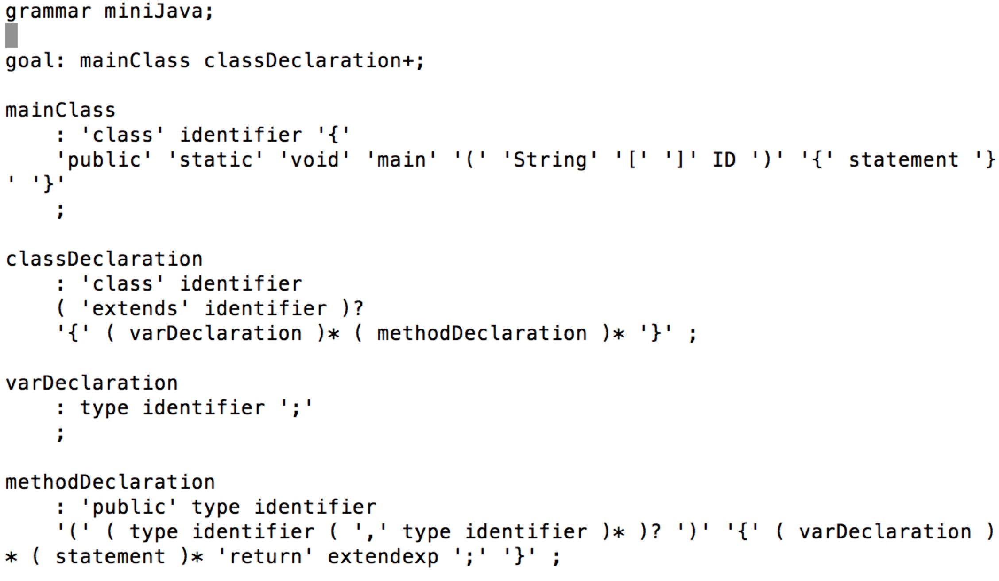 grammar miniJava;
goal: mainClass classDeclaration+;
mainClass
    : 'class' identifier '{'
    'public' 'static' 'void' 'main' '(' 'String' '[' ']' ID ')' '{' statement '}
' '}'
    ;
classDeclaration
    : 'class' identifier
    ( 'extends' identifier )?
    '{' ( varDeclaration )* ( methodDeclaration )* '}' ;
varDeclaration
    : type identifier ';'
    ;
methodDeclaration
    : 'public' type identifier
    '(' ( type identifier ( ',' type identifier )* )? ')' '{' ( varDeclaration )
* ( statement )* 'return' extendexp ';' '}' ;